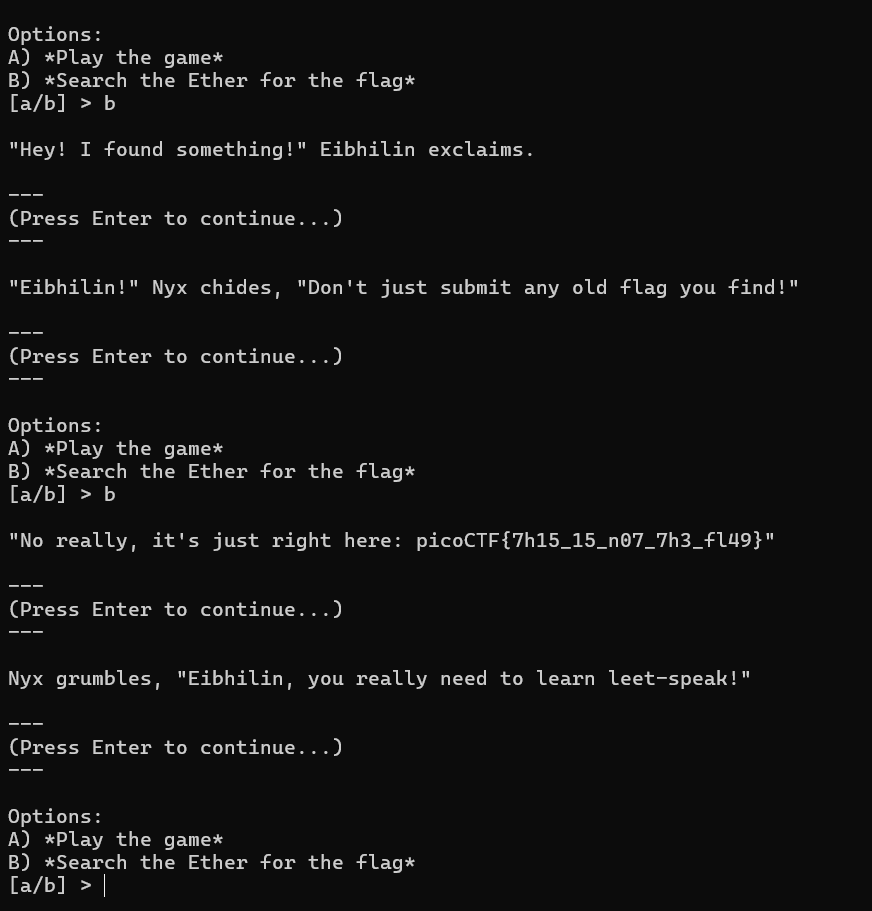 Options:
A) *Play the game*
B) *Search the Ether for the flag*
[a/b] > b
"Hey! I found something!" Eibhilin exclaims.
---
(Press Enter to continue...)
---
"Eibhilin!" Nyx chides, "Don't just submit any old flag you find!"
---
(Press Enter to continue...)
---
Options:
A) *Play the game*
B) *Search the Ether for the flag*
[a/b] > b
"No really, it's just right here: picoCTF{7h15_15_n07_7h3_fl49}"
---
(Press Enter to continue...)
---
Nyx grumbles, "Eibhilin, you really need to learn leet-speak!"
---
(Press Enter to continue...)
---
Options:
A) *Play the game*
B) *Search the Ether for the flag*
[a/b] >